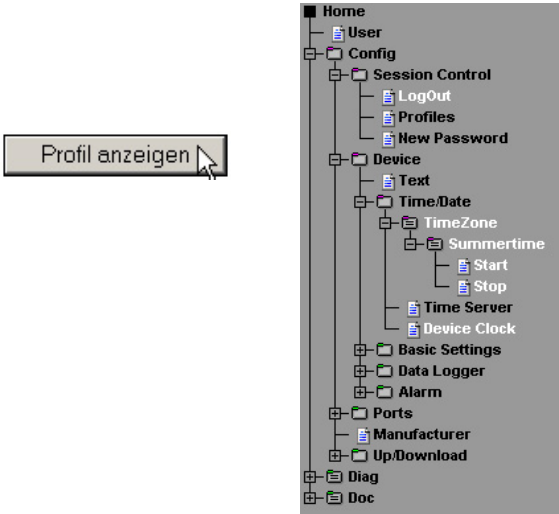 Profil anzeigen
Home
User
Config
Session Control
LogOut
Profiles
New Password
Device
Text
Time/Date
TimeZone
Summertime
Start
Stop
Time Server
Device Clock
Basic Settings
Data Logger
Alarm
Ports
Manufacturer
Up/Download
Diag
Doc